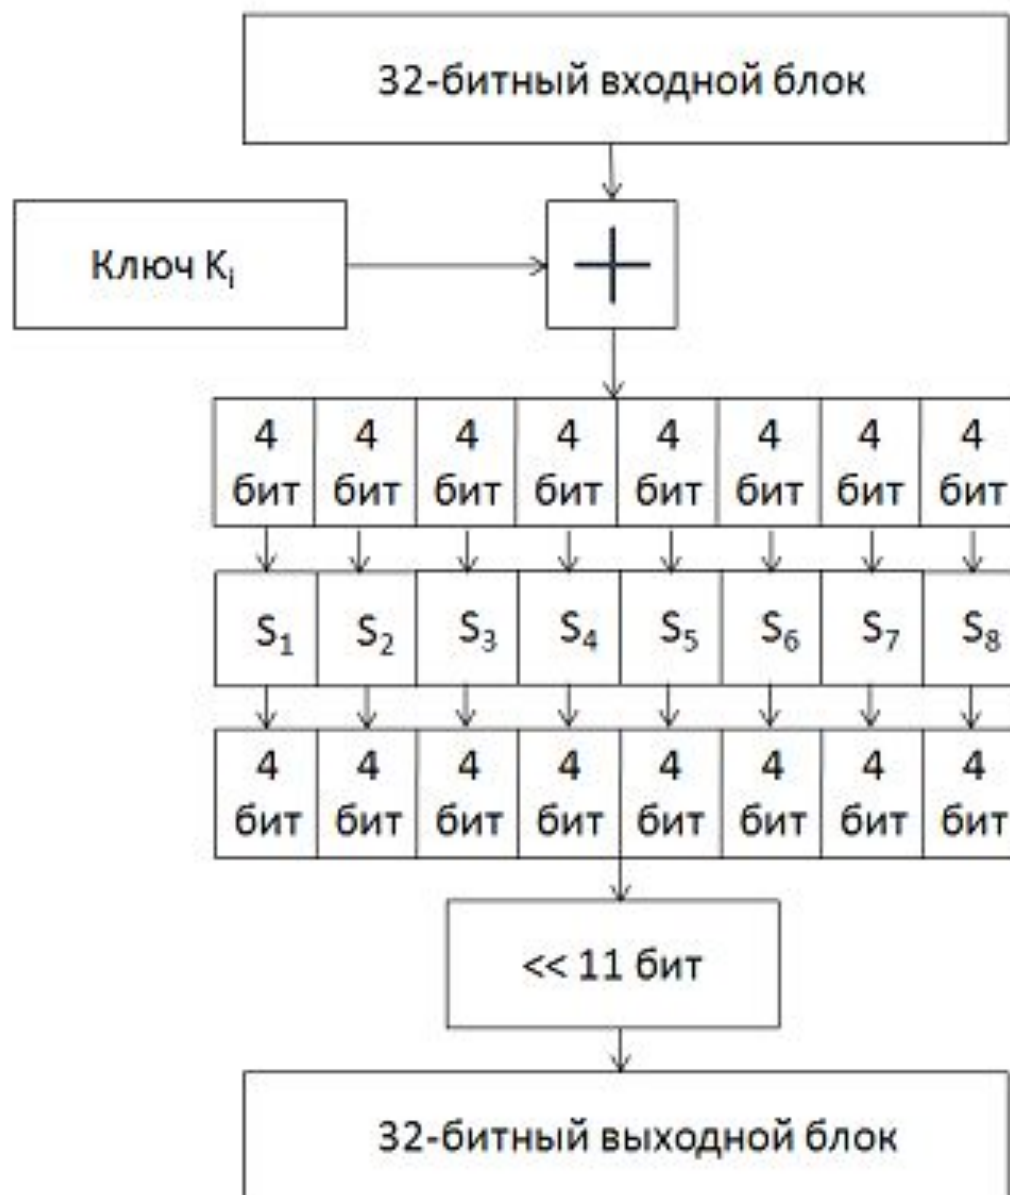 32-битный входной блок
Ключ Kᵢ
+
4 4 4 4 4 4 4 4
бит бит бит бит бит бит бит бит
S₁ S₂ S₃ S₄ S₅ S₆ S₇ S₈
4 4 4 4 4 4 4 4
бит бит бит бит бит бит бит бит
<< 11 бит
32-битный выходной блок